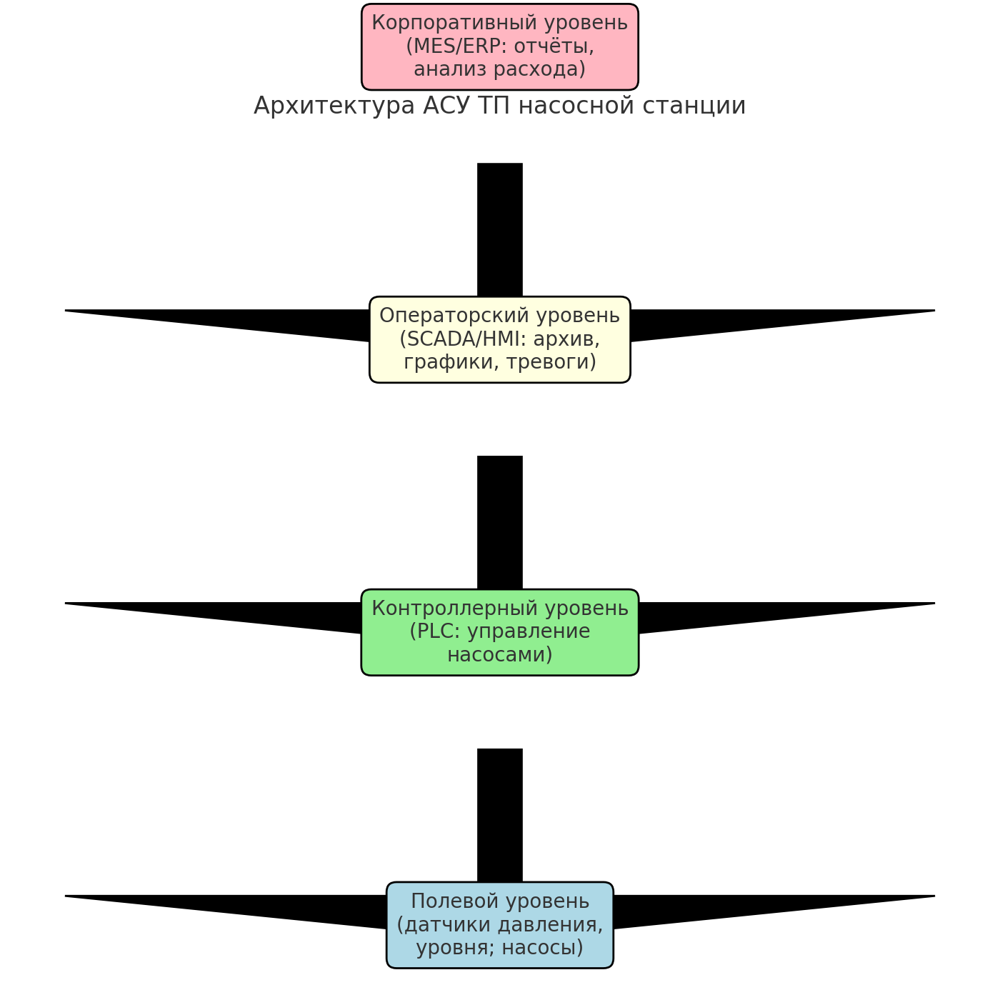 Корпоративный уровень
(MES/ERP: отчёты,
анализ расхода)
Архитектура АСУ ТП насосной станции
Операторский уровень
(SCADA/HMI: архив,
графики, тревоги)
Контроллерный уровень
(PLC: управление
насосами)
Полевой уровень
(датчики давления,
уровня; насосы)